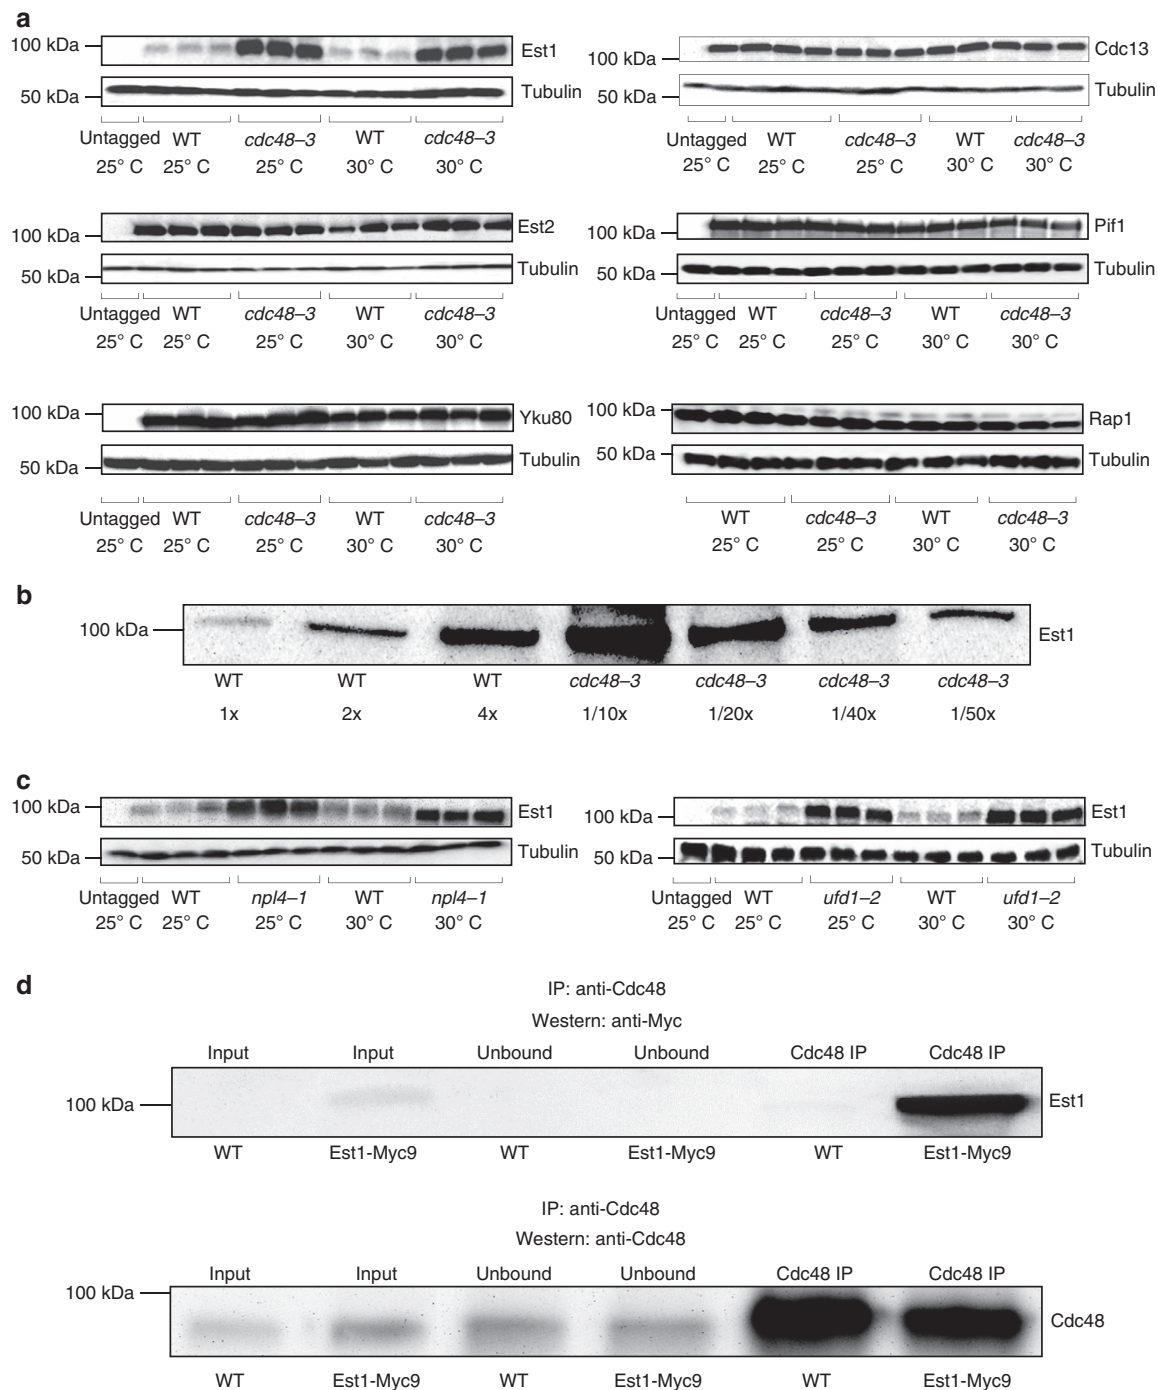 a
100 kDa Est1
50 kDa Tubulin
Untagged WT cdc48–3 WT cdc48–3
25° C 25° C 25° C 30° C 30° C
100 kDa Cdc13
50 kDa Tubulin
Untagged WT cdc48–3 WT cdc48–3
25° C 25° C 25° C 30° C 30° C
100 kDa Est2
50 kDa Tubulin
Untagged WT cdc48–3 WT cdc48–3
25° C 25° C 25° C 30° C 30° C
100 kDa Pif1
50 kDa Tubulin
Untagged WT cdc48–3 WT cdc48–3
25° C 25° C 25° C 30° C 30° C
100 kDa Yku80
50 kDa Tubulin
Untagged WT cdc48–3 WT cdc48–3
25° C 25° C 25° C 30° C 30° C
100 kDa Rap1
50 kDa Tubulin
WT cdc48–3 WT cdc48–3
25° C 25° C 30° C 30° C
b
100 kDa Est1
WT WT WT cdc48–3 cdc48–3 cdc48–3 cdc48–3
1x 2x 4x 1/10x 1/20x 1/40x 1/50x
c
100 kDa Est1
50 kDa Tubulin
Untagged WT npl4–1 WT npl4–1
25° C 25° C 25° C 30° C 30° C
100 kDa Est1
50 kDa Tubulin
Untagged WT ufd1–2 WT ufd1–2
25° C 25° C 25° C 30° C 30° C
d
IP: anti-Cdc48
Western: anti-Myc
Input Input Unbound Unbound Cdc48 IP Cdc48 IP
100 kDa Est1
WT Est1-Myc9 WT Est1-Myc9 WT Est1-Myc9
IP: anti-Cdc48
Western: anti-Cdc48
Input Input Unbound Unbound Cdc48 IP Cdc48 IP
100 kDa Cdc48
WT Est1-Myc9 WT Est1-Myc9 WT Est1-Myc9